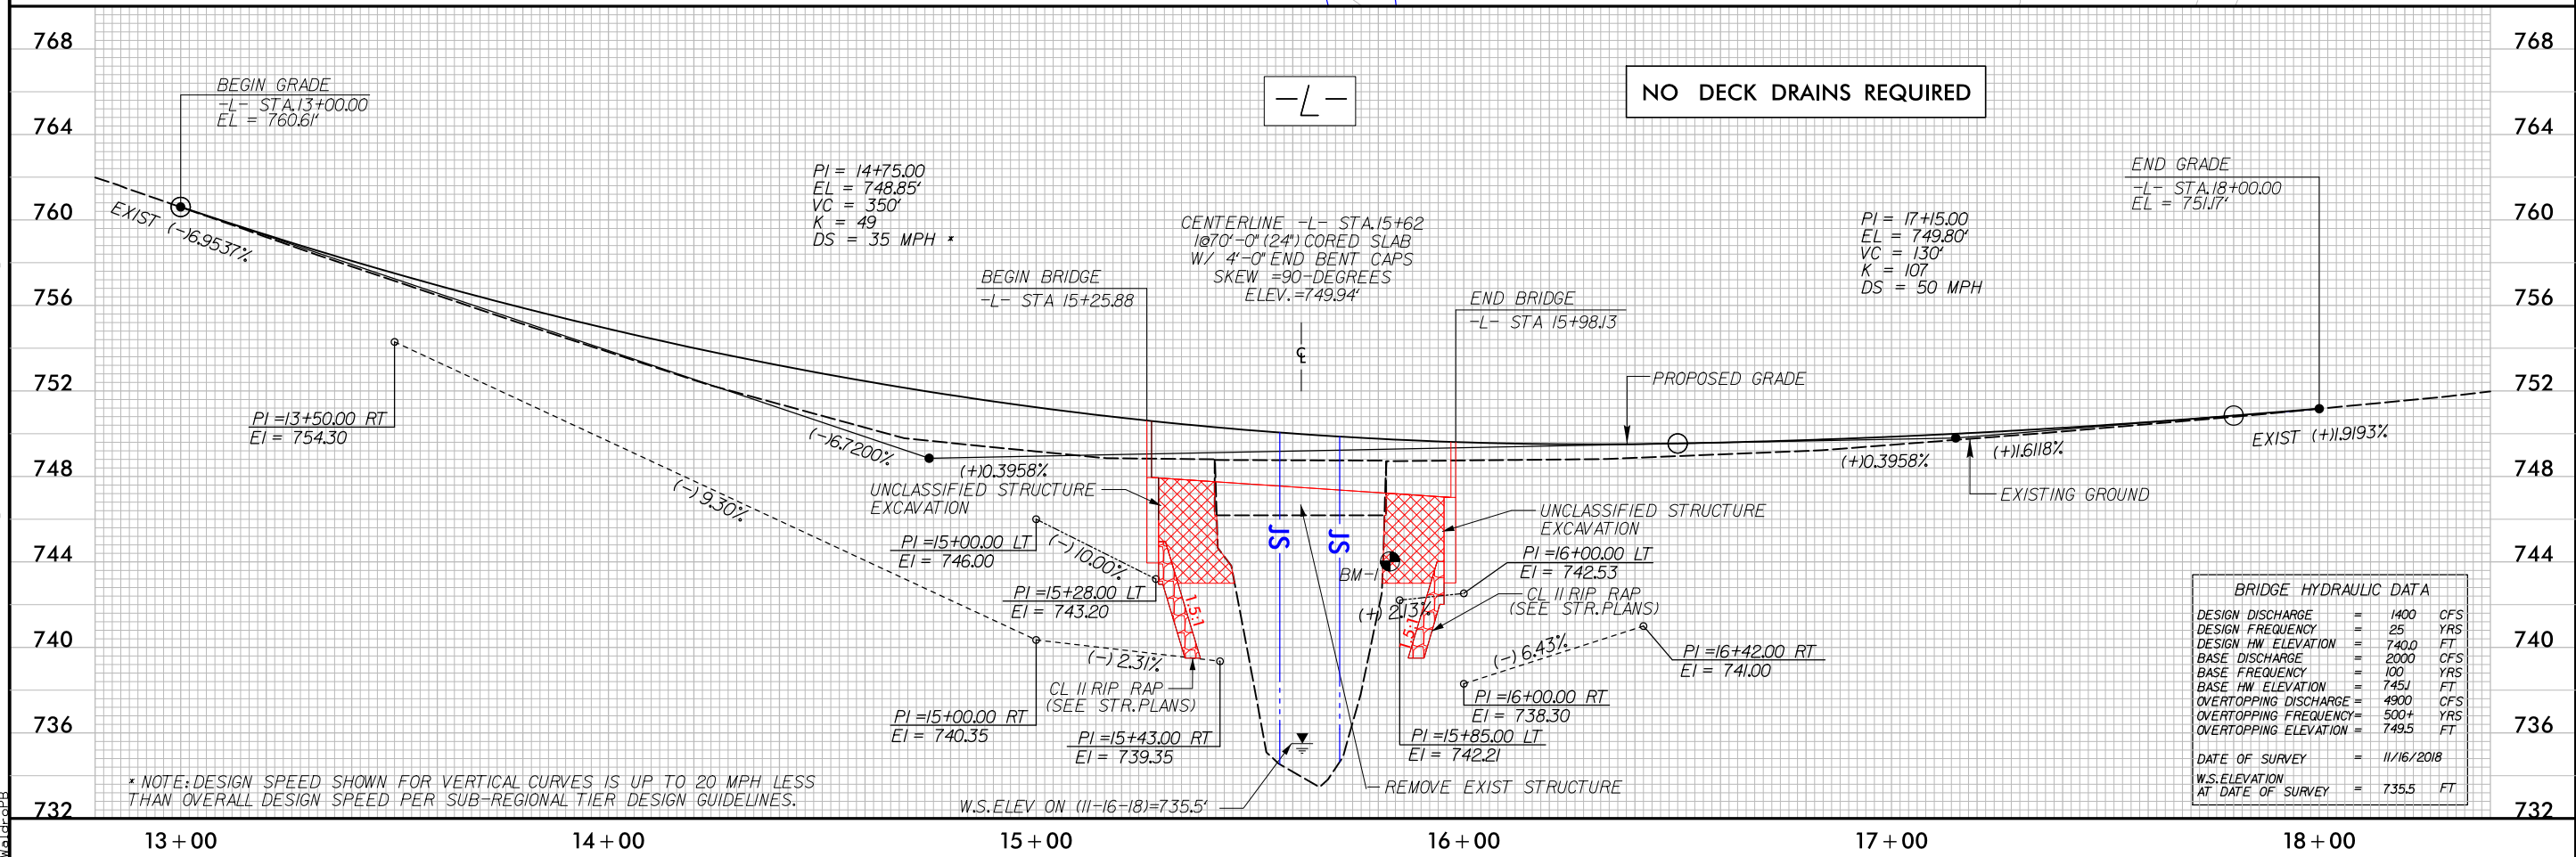 768
764
760
756
752
748
744
740
736
732
BEGIN GRADE
-L- STA.13+00.00
EL = 760.61'
EXIST (-)6.9537%
PI = 14+75.00
EL = 748.85'
VC = 350'
K = 49
DS = 35 MPH *
-L-
NO DECK DRAINS REQUIRED
CENTERLINE -L- STA.15+62
1@70'-0" (24") CORED SLAB
W/ 4'-0" END BENT CAPS
SKEW =90-DEGREES
ELEV.=749.94'
BEGIN BRIDGE
-L- STA 15+25.88
END BRIDGE
-L- STA 15+98.13
PI = 17+15.00
EL = 749.80'
VC = 130'
K = 107
DS = 50 MPH
END GRADE
-L- STA.18+00.00
EL = 751.17'
PROPOSED GRADE
PI =13+50.00 RT
El = 754.30
(-)6.7200%
(+)0.3958%
(+)0.3958%
(+)1.6118%
EXIST (+)1.9193%
EXISTING GROUND
(-)9.30%
UNCLASSIFIED STRUCTURE
EXCAVATION
UNCLASSIFIED STRUCTURE
EXCAVATION
JS
JS
PI =15+00.00 LT
El = 746.00
(-)10.00%
PI =15+28.00 LT
El = 743.20
1.5:1
BM-1
PI =16+00.00 LT
El = 742.53
CL II RIP RAP
(SEE STR.PLANS)
(+) 2.13%
1.5:1
(-) 2.31%
(-) 6.43%
PI =16+42.00 RT
El = 741.00
CL II RIP RAP
(SEE STR.PLANS)
PI =15+00.00 RT
El = 740.35
PI =16+00.00 RT
El = 738.30
PI =15+43.00 RT
El = 739.35
PI =15+85.00 LT
El = 742.21
REMOVE EXIST STRUCTURE
W.S.ELEV ON (11-16-18)=735.5'
* NOTE: DESIGN SPEED SHOWN FOR VERTICAL CURVES IS UP TO 20 MPH LESS
THAN OVERALL DESIGN SPEED PER SUB-REGIONAL TIER DESIGN GUIDELINES.
BRIDGE HYDRAULIC DATA
DESIGN DISCHARGE = 1400 CFS
DESIGN FREQUENCY = 25 YRS
DESIGN HW ELEVATION = 740.0 FT
BASE DISCHARGE = 2000 CFS
BASE FREQUENCY = 100 YRS
BASE HW ELEVATION = 745.1 FT
OVERTOPPING DISCHARGE = 4900 CFS
OVERTOPPING FREQUENCY= 500+ YRS
OVERTOPPING ELEVATION = 749.5 FT
DATE OF SURVEY = 11/16/2018
W.S.ELEVATION
AT DATE OF SURVEY = 735.5 FT
768
764
760
756
752
748
744
740
736
732
13+00
14+00
15+00
16+00
17+00
18+00
WaldropB